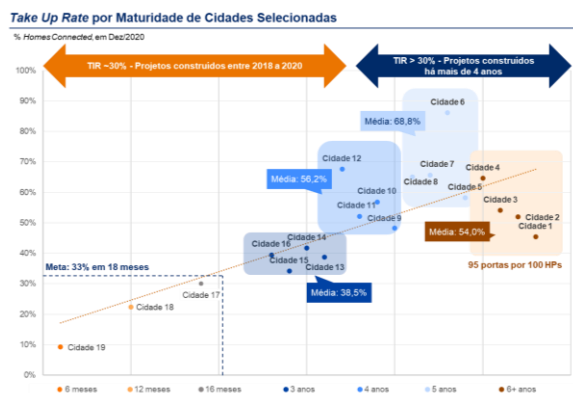 Take Up Rate por Maturidade de Cidades Selecionadas
% Homes Connected, em Dez/2020
TIR ~30% - Projetos construídos entre 2018 a 2020
TIR > 30% - Projetos construídos
há mais de 4 anos
100%
90%
80%
70%
60%
50%
40%
30%
20%
10%
0%
Cidade 6
Média: 68,8%
Cidade 12
Cidade 7
Cidade 4
Média: 56,2%
Cidade 8
Cidade 10
Cidade 5
Cidade 3
Cidade 11
Cidade 9
Cidade 2
Cidade 1
Média: 54,0%
Cidade 14
Cidade 16
Cidade 15
Cidade 13
95 portas por 100 HPs
Meta: 33% em 18 meses
Média: 38,5%
Cidade 17
Cidade 18
Cidade 19
6 meses
12 meses
16 meses
3 anos
4 anos
5 anos
6+ anos